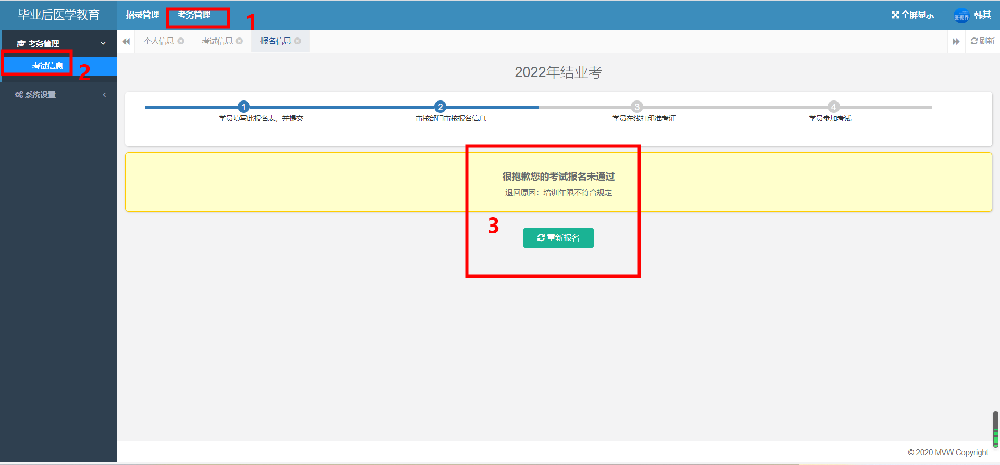 毕业后医学教育
招录管理
考务管理
1
全屏显示
医视界
韩其
考务管理
个人信息
考试信息
报名信息
刷新
考试信息
2
系统设置
2022年结业考
1
2
3
4
学员填写此报名表，并提交
审核部门审核报名信息
学员在线打印准考证
学员参加考试
很抱歉您的考试报名未通过
退回原因：培训年限不符合规定
3
重新报名
© 2020 MVW Copyright